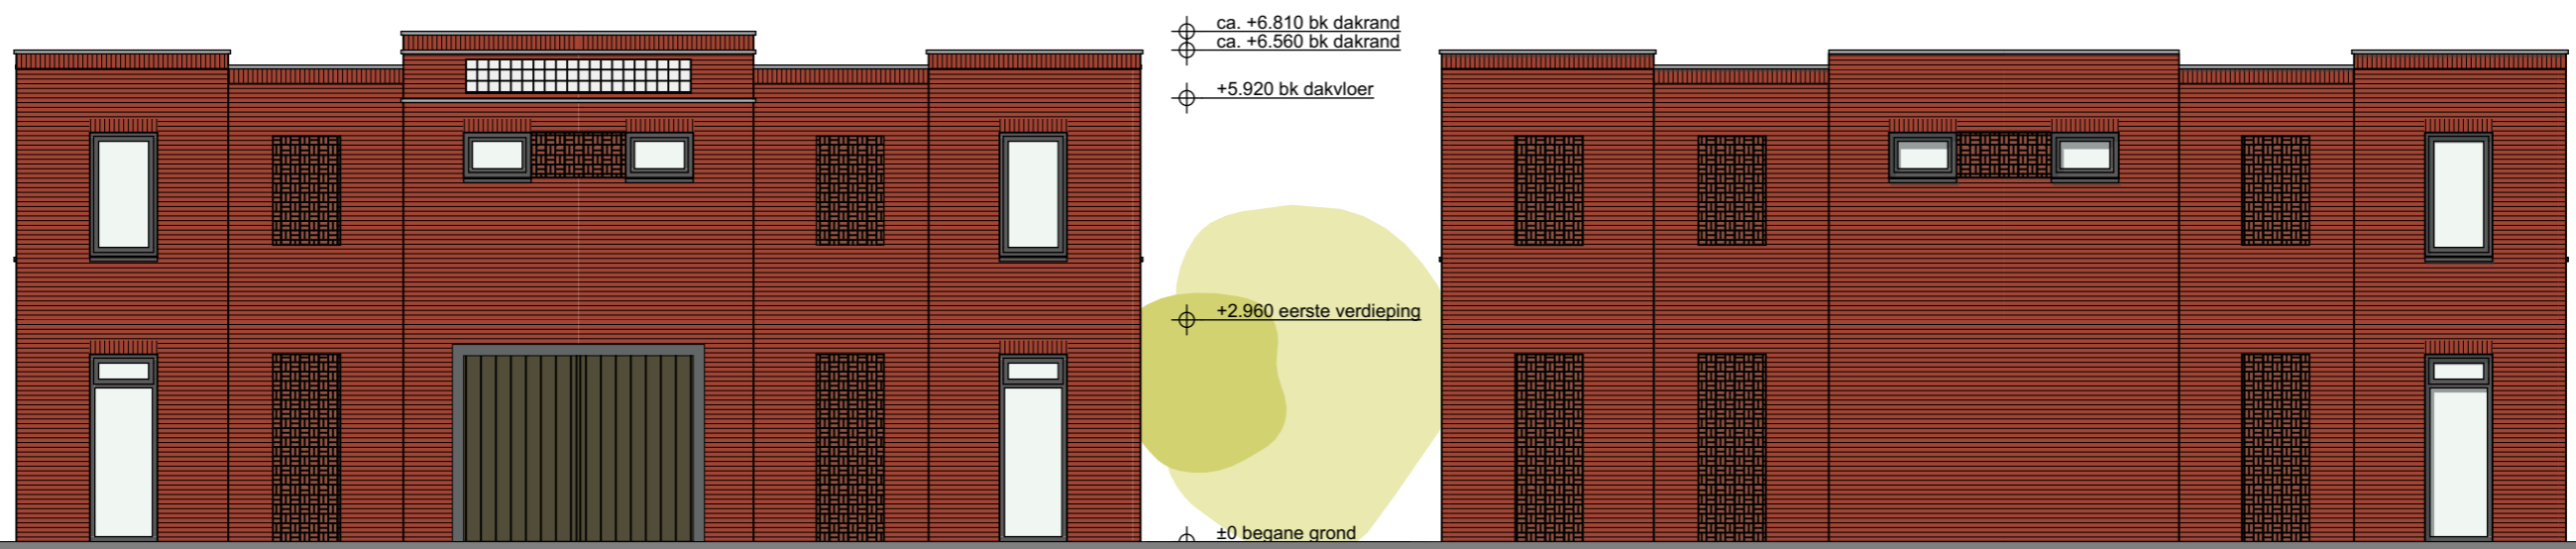 ca. +6.810 bk dakrand
ca. +6.560 bk dakrand
+5.920 bk dakvloer
+2.960 eerste verdieping
±0 begane grond